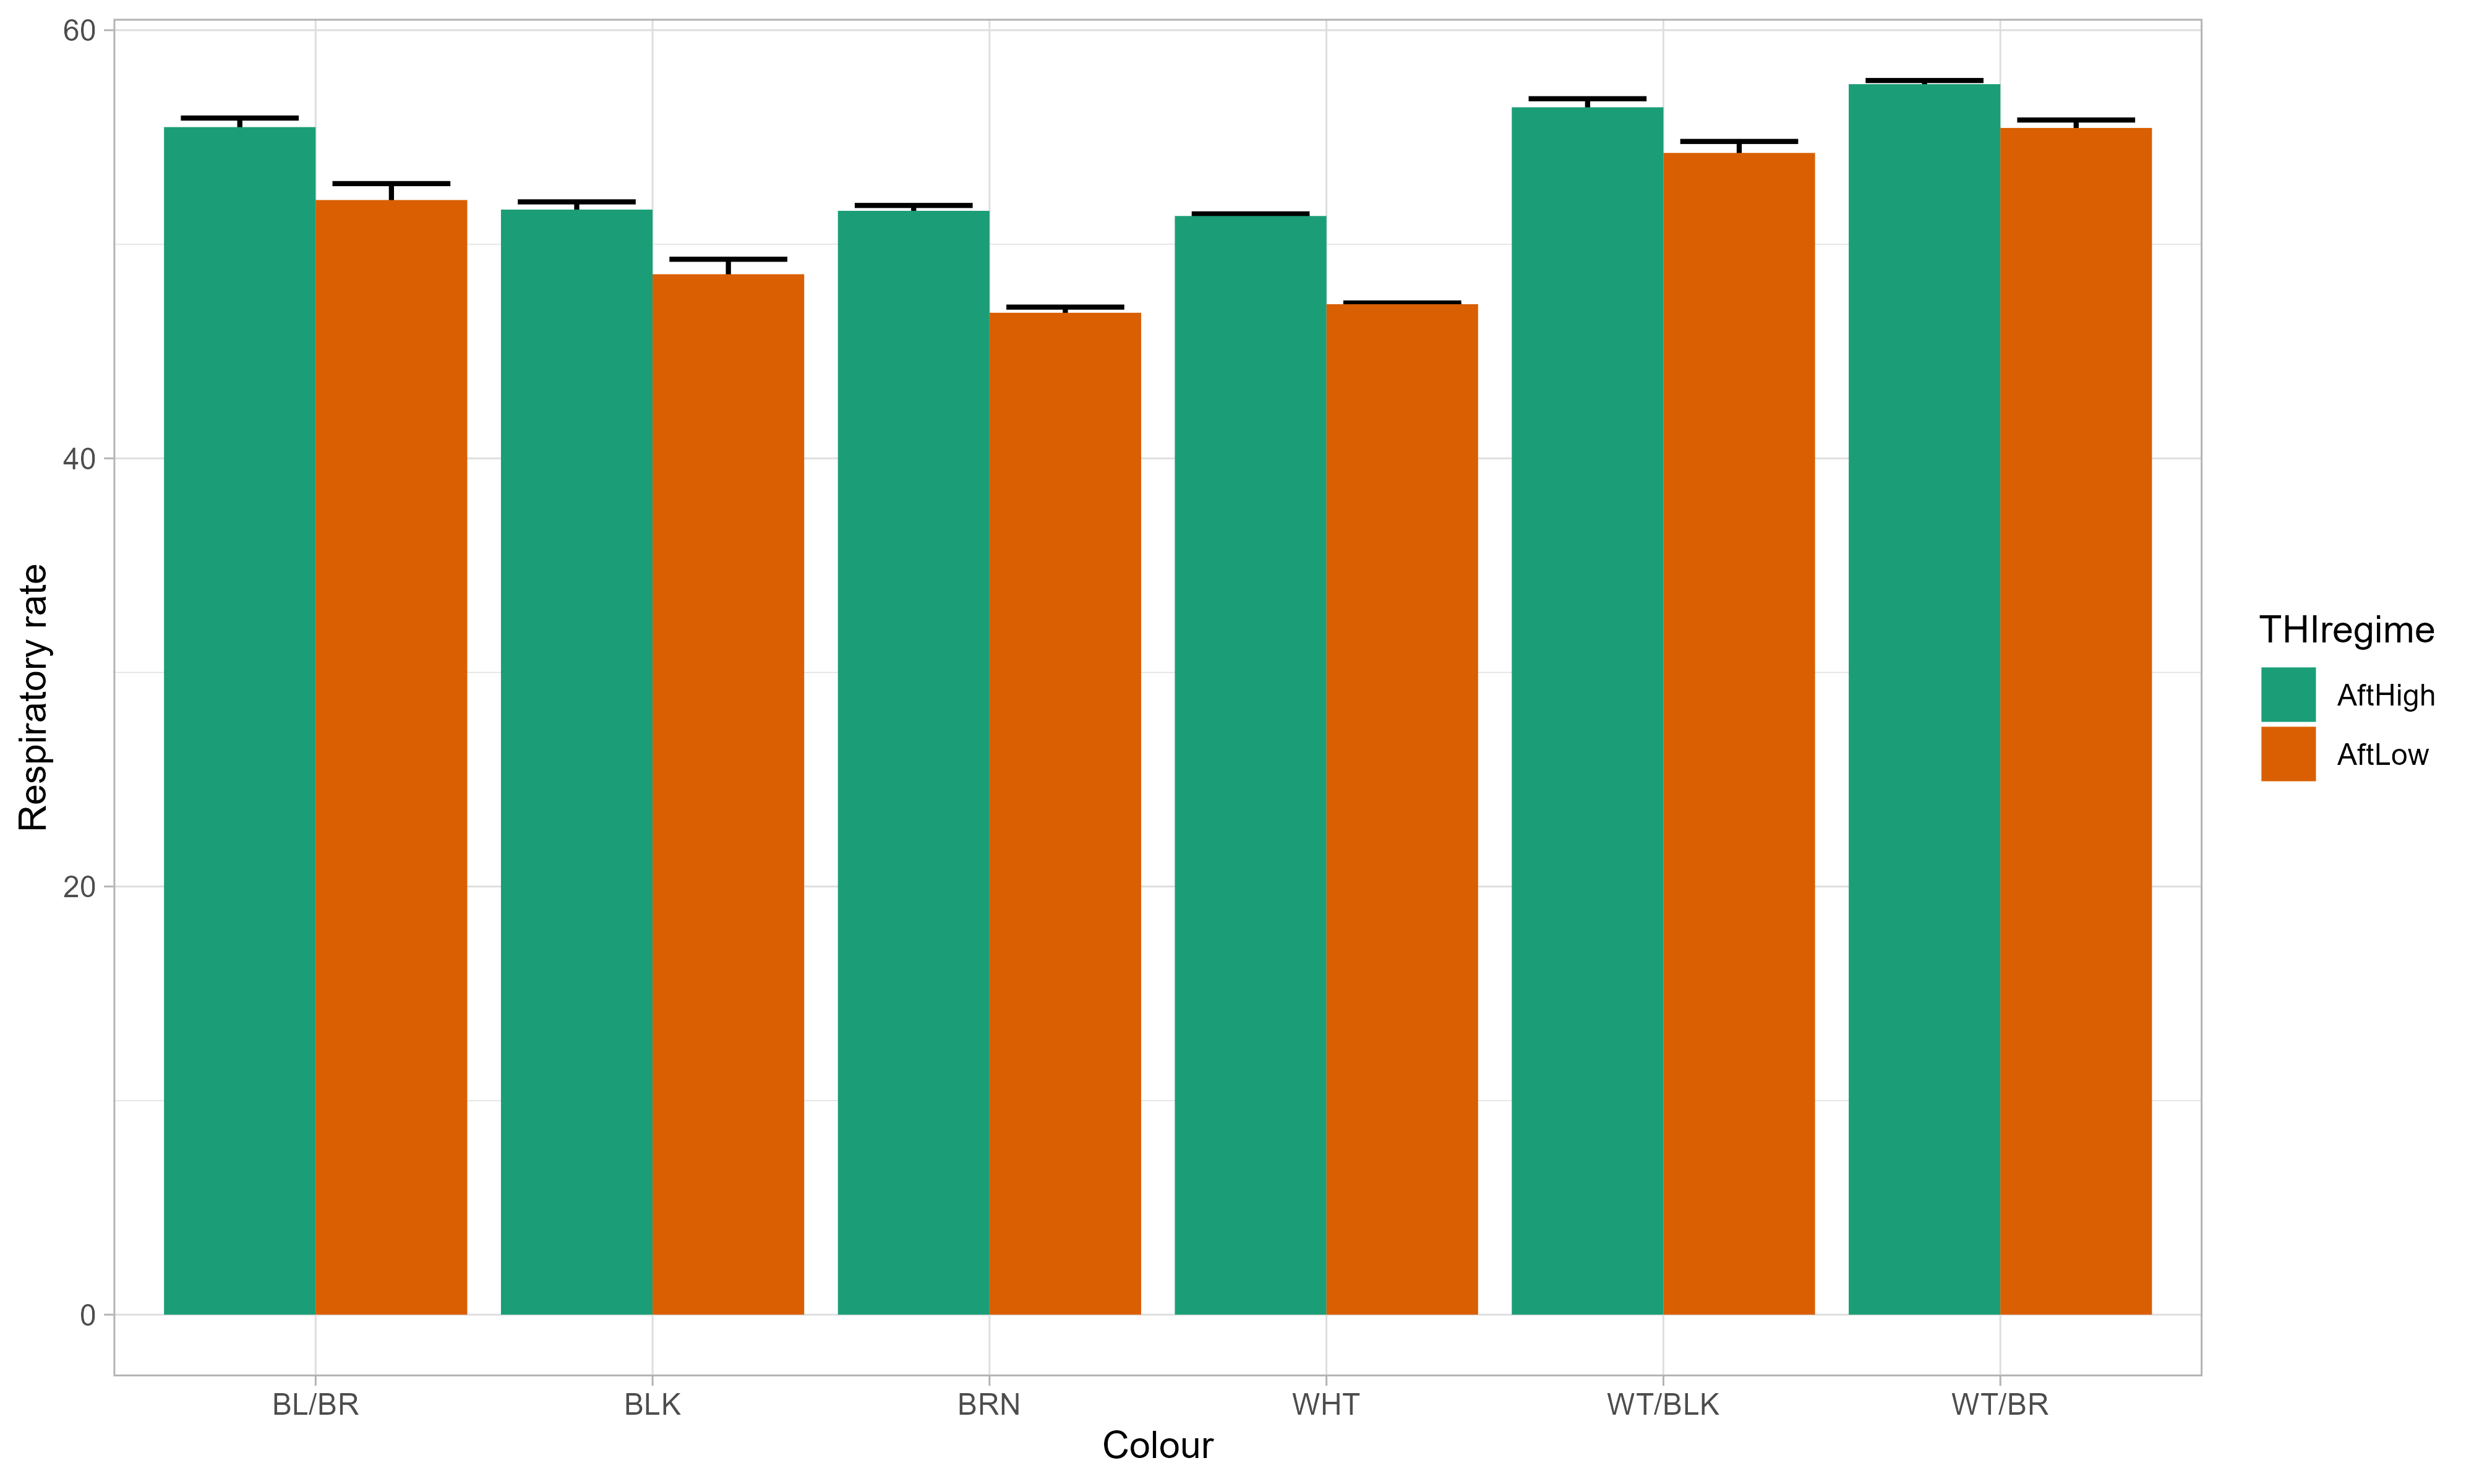 60
40
20
0
Respiratory rate
BL/BR
BLK
BRN
WHT
WT/BLK
WT/BR
Colour
THIregime
AftHigh
AftLow